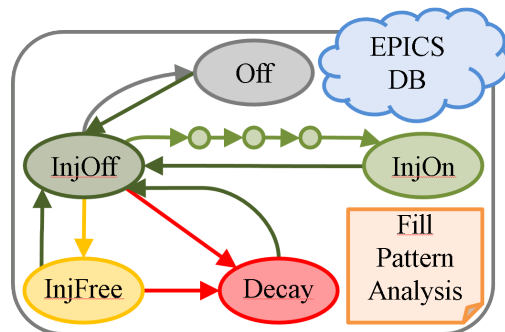 EPICS
DB
Off
InjOff
InjOn
Fill
Pattern
Analysis
InjFree
Decay